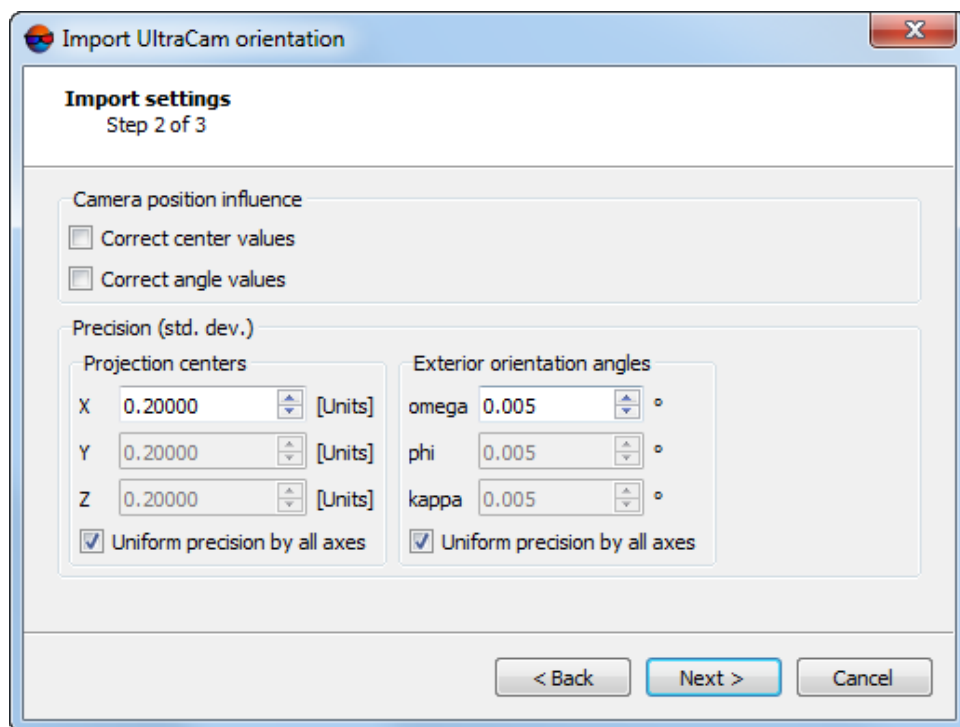 Import UltraCam orientation
Import settings
Step 2 of 3
Camera position influence
Correct center values
Correct angle values
Precision (std. dev.)
Projection centers
X 0.20000 [Units]
Y 0.20000 [Units]
Z 0.20000 [Units]
Uniform precision by all axes
Exterior orientation angles
omega 0.005 °
phi 0.005 °
kappa 0.005 °
Uniform precision by all axes
< Back Next > Cancel